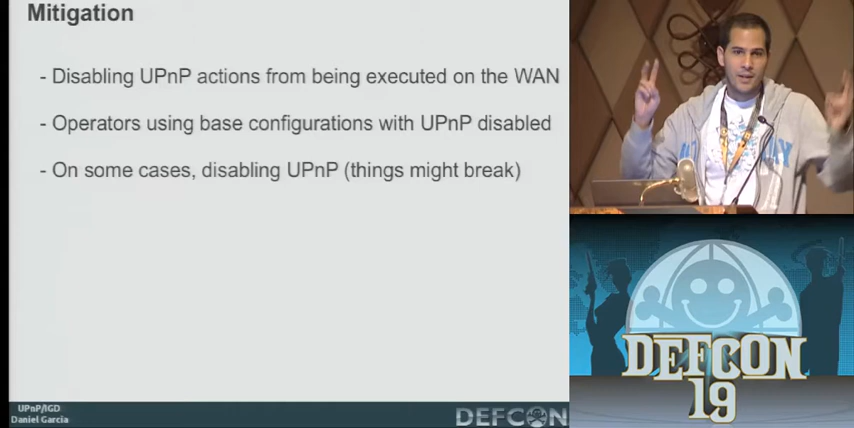 Mitigation
- Disabling UPnP actions from being executed on the WAN
- Operators using base configurations with UPnP disabled
- On some cases, disabling UPnP (things might break)
UPnP/IGD
Daniel Garcia
DEFCON
DEFCON
19